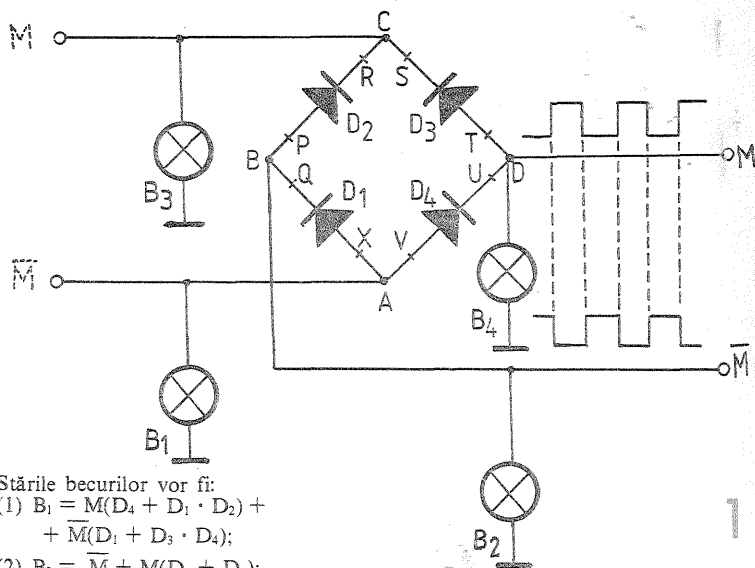 M
C
R
S
D2
D3
P
T
B
D
M
B3
Q
U
D1
D4
X
V
M̅
A
B4
M̅
B1
Stările becurilor vor fi:
(1) B₁ = M(D₄ + D₁ · D₂) +
+ M̅(D₁ + D₃ · D₄);
B2
1